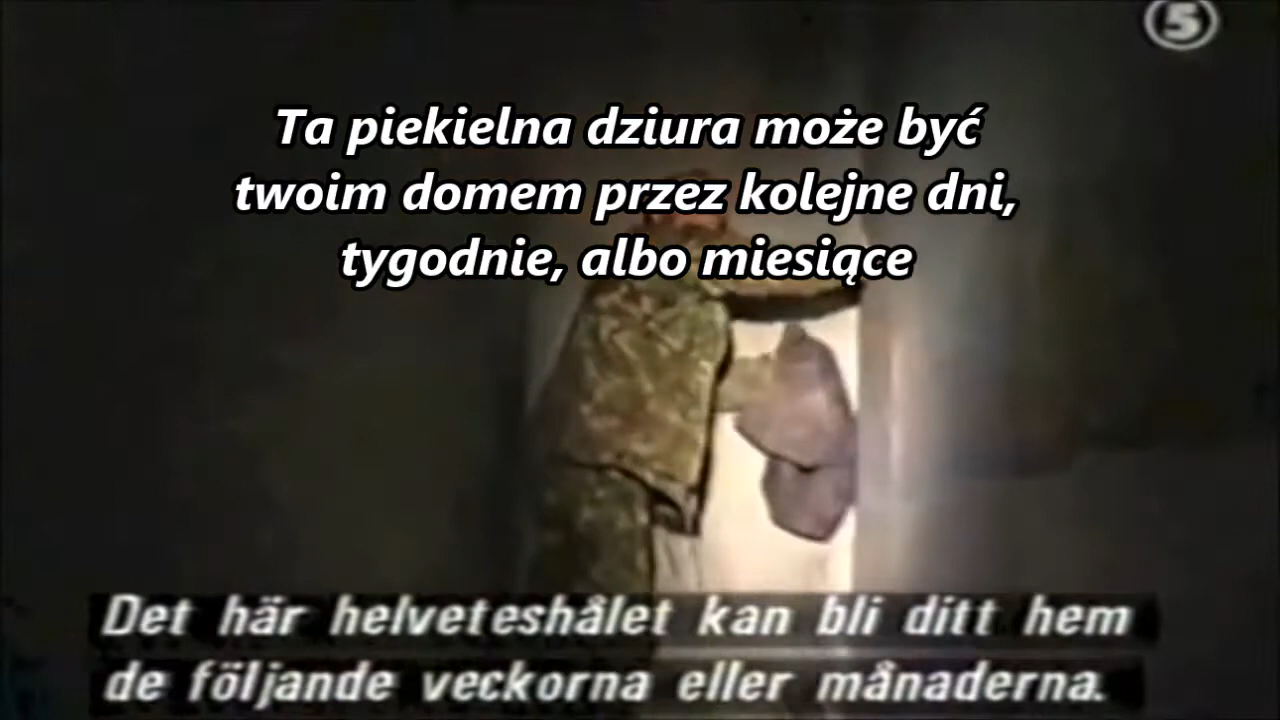 5
Ta piekielna dziura może być
twoim domem przez kolejne dni,
tygodnie, albo miesiące
Det här helveteshålet kan bli ditt hem
de följande veckorna eller månaderna.